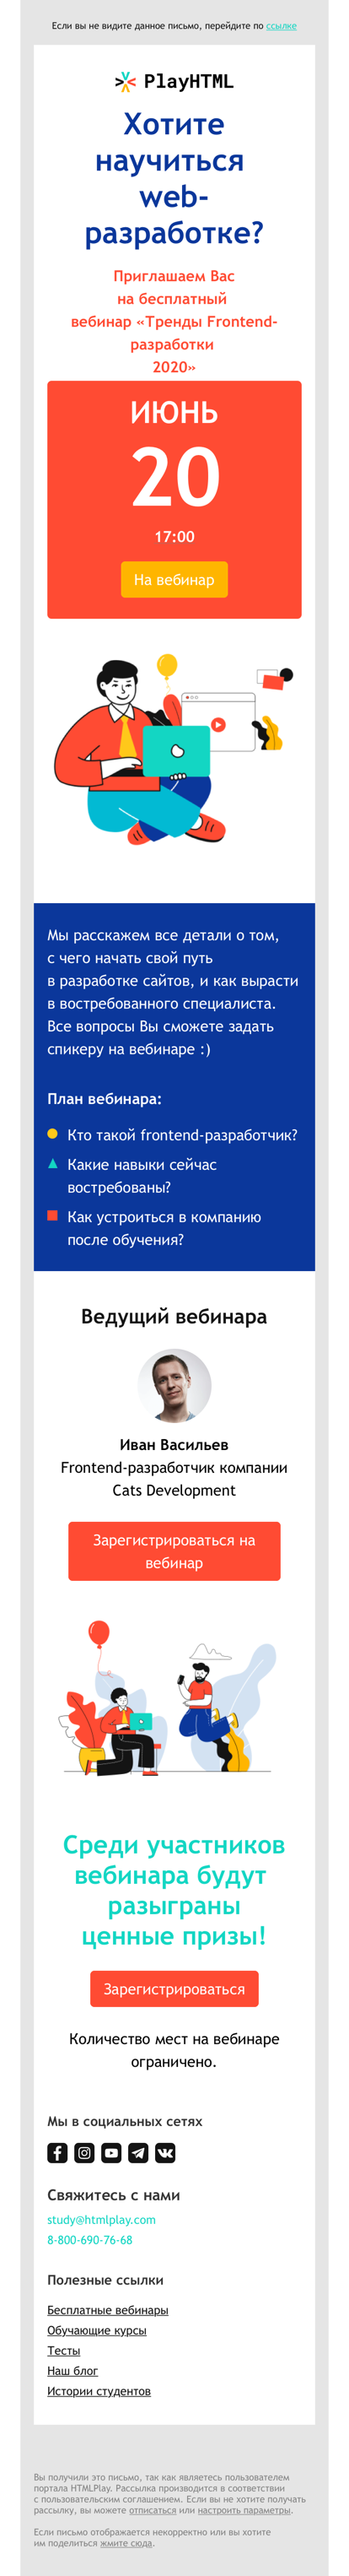 Если вы не видите данное письмо, перейдите по ссылке
PlayHTML
Хотите
научиться
web-
разработке?
Приглашаем Вас
на бесплатный
вебинар «Тренды Frontend-
разработки
2020»
ИЮНЬ
20
17:00
На вебинар
Мы расскажем все детали о том,
с чего начать свой путь
в разработке сайтов, и как вырасти
в востребованного специалиста.
Все вопросы Вы сможете задать
спикеру на вебинаре :)
План вебинара:
Кто такой frontend-разработчик?
Какие навыки сейчас
востребованы?
Как устроиться в компанию
после обучения?
Ведущий вебинара
Иван Васильев
Frontend-разработчик компании
Cats Development
Зарегистрироваться на
вебинар
Среди участников
вебинара будут
разыграны
ценные призы!
Зарегистрироваться
Количество мест на вебинаре
ограничено.
Мы в социальных сетях
Свяжитесь с нами
study@htmlplay.com
8-800-690-76-68
Полезные ссылки
Бесплатные вебинары
Обучающие курсы
Тесты
Наш блог
Истории студентов
Вы получили это письмо, так как являетесь пользователем
портала HTMLPlay. Рассылка производится в соответствии
с пользовательским соглашением. Если вы не хотите получать
рассылку, вы можете отписаться или настроить параметры.
Если письмо отображается некорректно или вы хотите
им поделиться жмите сюда.